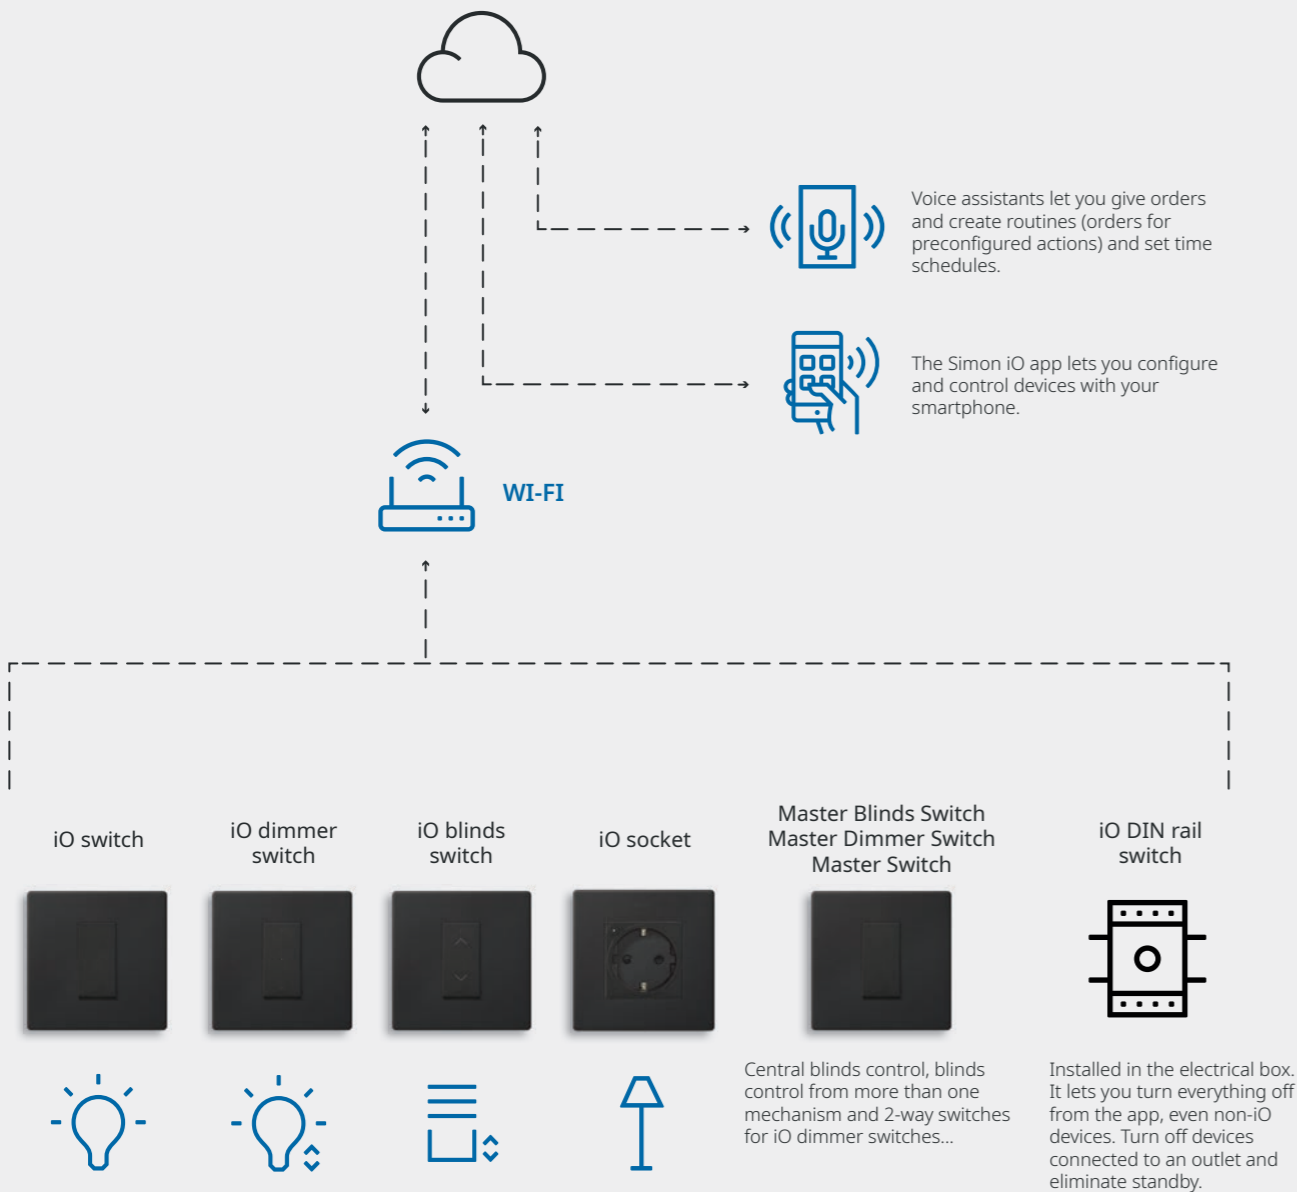 Voice assistants let you give orders
and create routines (orders for
preconfigured actions) and set time
schedules.
The Simon iO app lets you configure
and control devices with your
smartphone.
WI-FI
iO switch
iO dimmer
switch
iO blinds
switch
iO socket
Master Blinds Switch
Master Dimmer Switch
Master Switch
iO DIN rail
switch
Central blinds control, blinds
control from more than one
mechanism and 2-way switches
for iO dimmer switches...
Installed in the electrical box.
It lets you turn everything off
from the app, even non-iO
devices. Turn off devices
connected to an outlet and
eliminate standby.